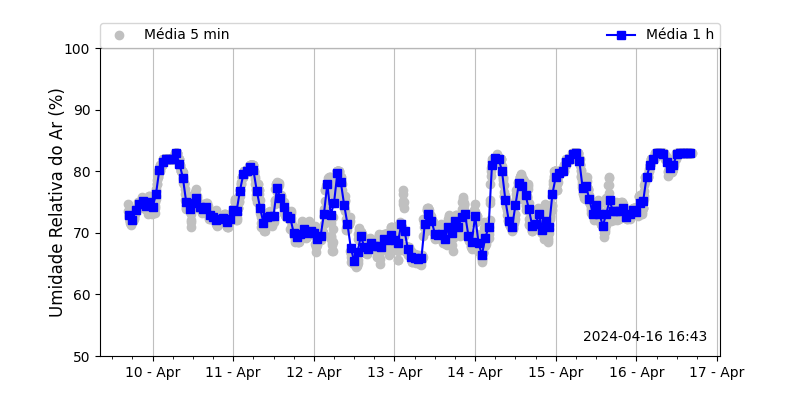 Média 5 min
Média 1 h
Umidade Relativa do Ar (%)
100
90
80
70
60
50
2024-04-16 16:43
10 - Apr
11 - Apr
12 - Apr
13 - Apr
14 - Apr
15 - Apr
16 - Apr
17 - Apr